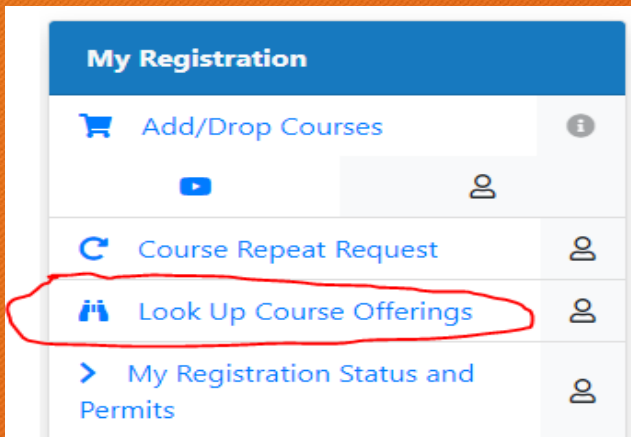 My Registration
Add/Drop Courses
Course Repeat Request
Look Up Course Offerings
My Registration Status and
Permits